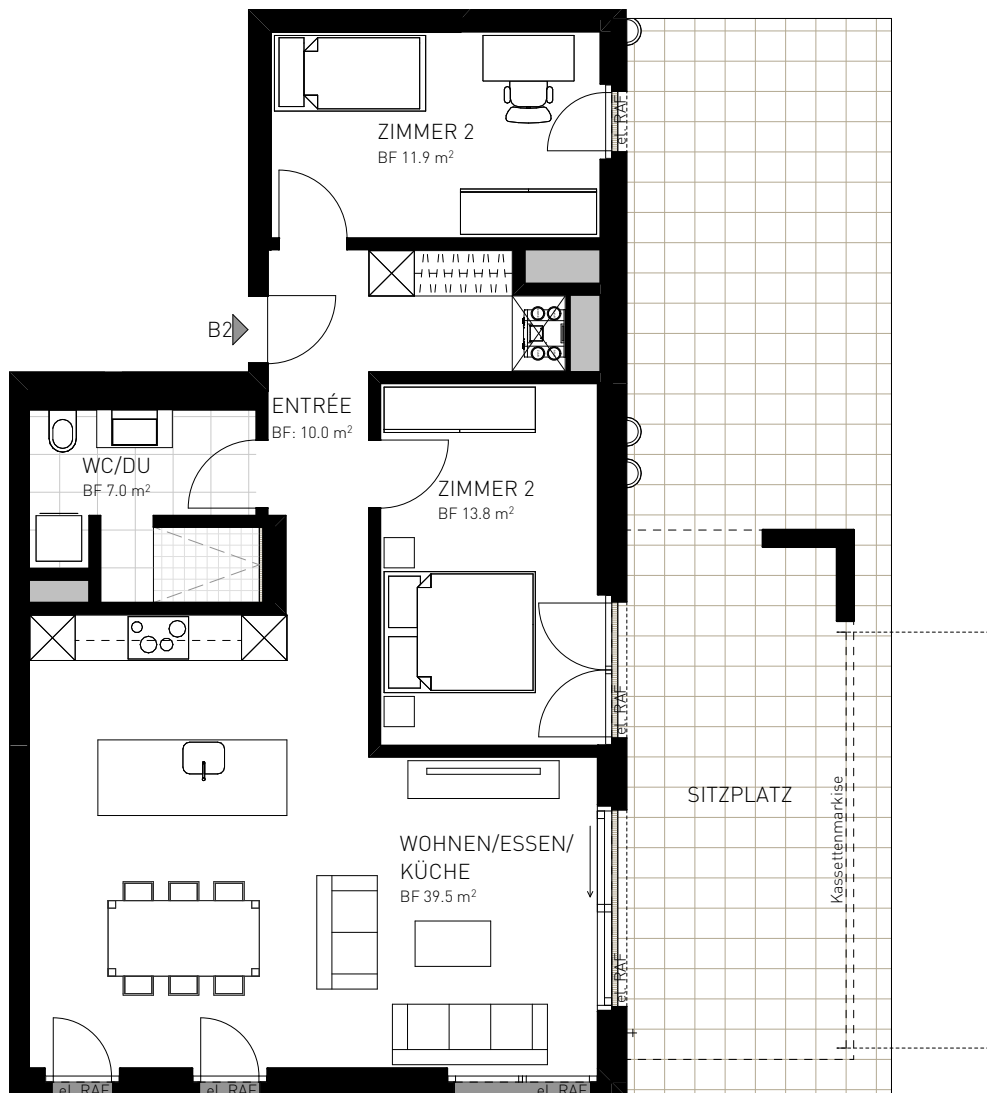 ZIMMER 2
BF 11.9 m²
el. RAF
B2
ENTRÉE
BF: 10.0 m²
WC/DU
BF 7.0 m²
ZIMMER 2
BF 13.8 m²
el. RAF
SITZPLATZ
Kassettenmarkise
WOHNEN/ESSEN/
KÜCHE
BF 39.5 m²
el. RAF
el. RAF
el. RAF
el. RAF